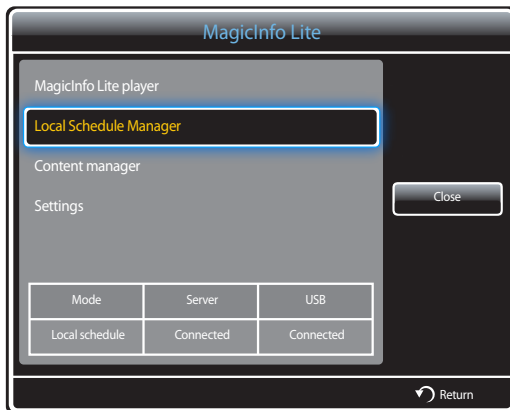 MagicInfo Lite
MagicInfo Lite player
Local Schedule Manager
Content manager
Settings
Close
Mode Server USB
Local schedule Connected Connected
Return